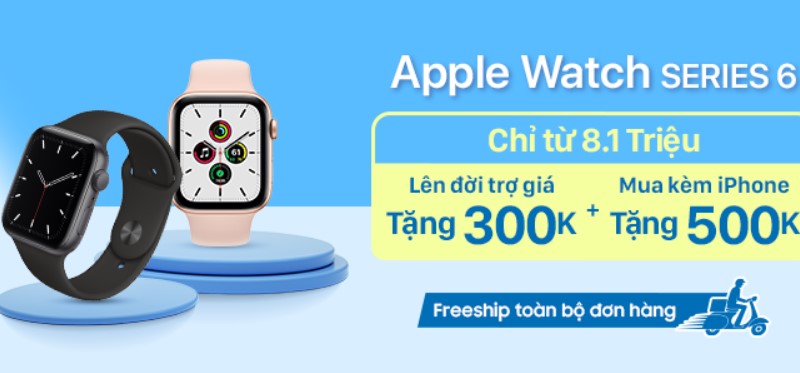 Apple Watch SERIES 6
Chỉ từ 8.1 Triệu
Lên đời trợ giá
Tặng 300K
+
Mua kèm iPhone
Tặng 500K
Freeship toàn bộ đơn hàng
61